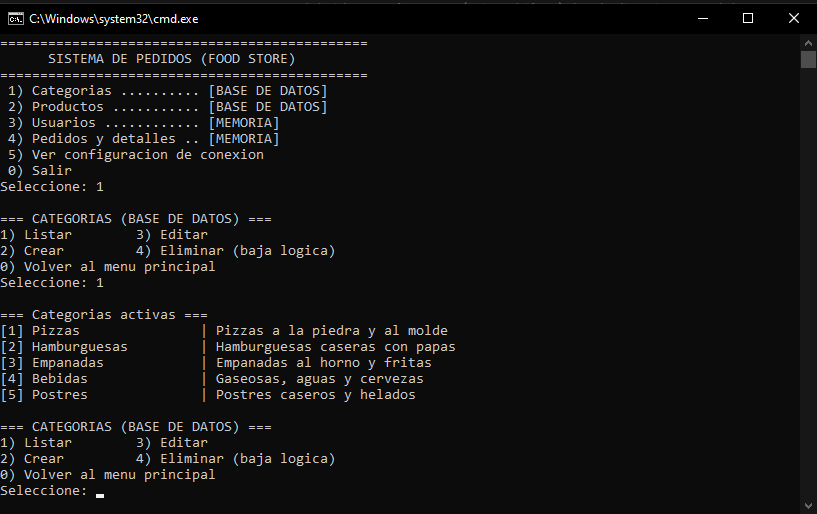 C:\Windows\system32\cmd.exe
==============================================
SISTEMA DE PEDIDOS (FOOD STORE)
==============================================
1) Categorias .......... [BASE DE DATOS]
2) Productos ........... [BASE DE DATOS]
3) Usuarios ............ [MEMORIA]
4) Pedidos y detalles .. [MEMORIA]
5) Ver configuracion de conexion
0) Salir
Seleccione: 1
=== CATEGORIAS (BASE DE DATOS) ===
1) Listar        3) Editar
2) Crear         4) Eliminar (baja logica)
0) Volver al menu principal
Seleccione: 1
=== Categorias activas ===
[1] Pizzas               | Pizzas a la piedra y al molde
[2] Hamburguesas         | Hamburguesas caseras con papas
[3] Empanadas            | Empanadas al horno y fritas
[4] Bebidas              | Gaseosas, aguas y cervezas
[5] Postres              | Postres caseros y helados
=== CATEGORIAS (BASE DE DATOS) ===
1) Listar        3) Editar
2) Crear         4) Eliminar (baja logica)
0) Volver al menu principal
Seleccione: